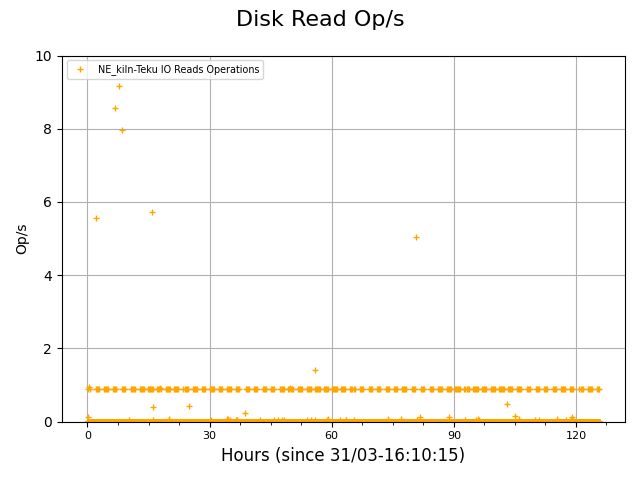 Disk Read Op/s
NE_kiln-Teku IO Reads Operations
10
8
6
4
2
0
Op/s
0 30 60 90 120
Hours (since 31/03-16:10:15)